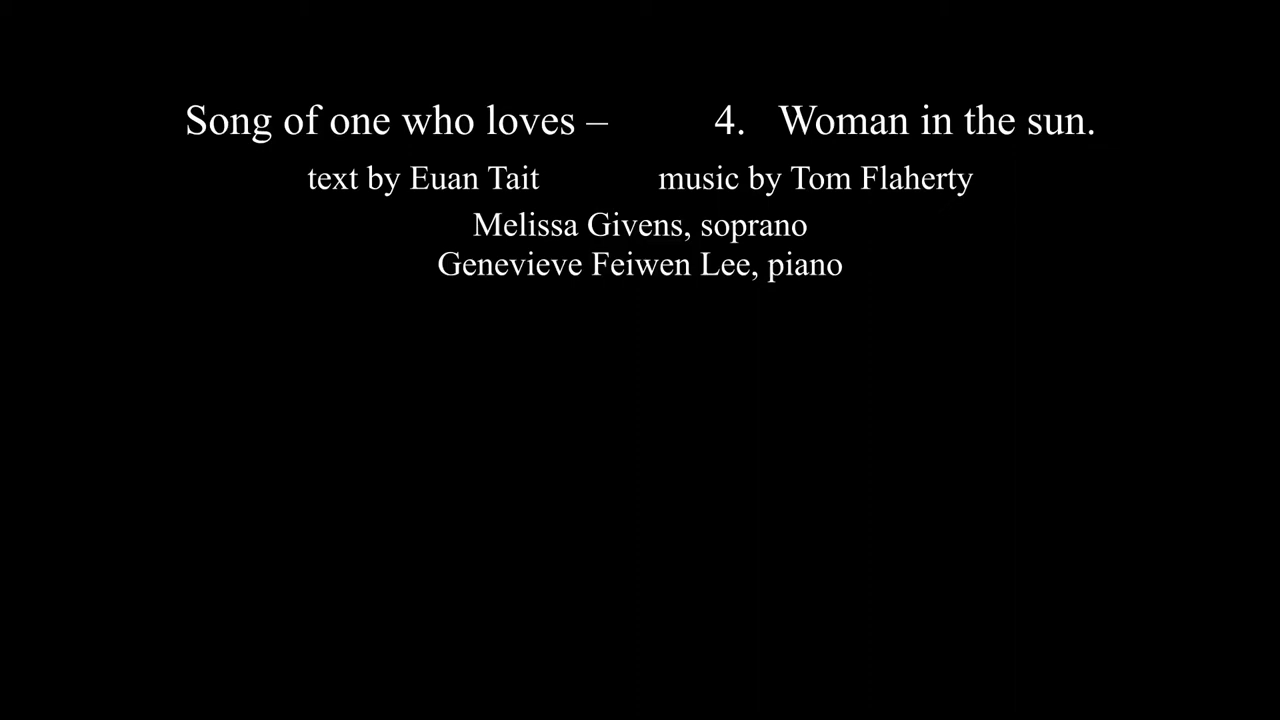 Song of one who loves – 4. Woman in the sun.
text by Euan Tait music by Tom Flaherty
Melissa Givens, soprano
Genevieve Feiwen Lee, piano